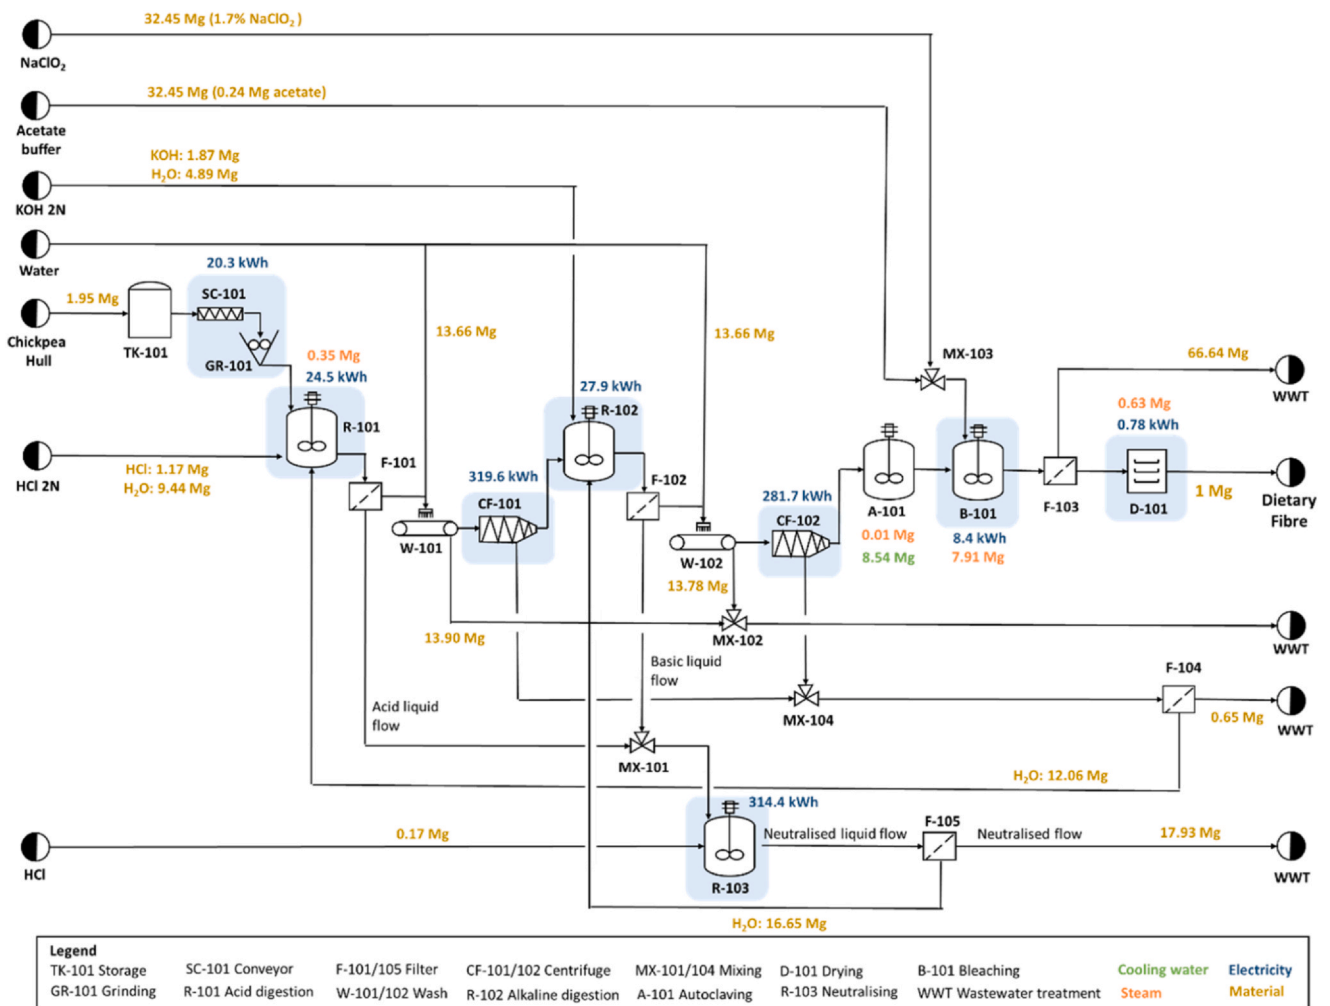 32.45 Mg (1.7% NaClO₂ )
NaClO₂
32.45 Mg (0.24 Mg acetate)
Acetate
buffer
KOH: 1.87 Mg
H₂O: 4.89 Mg
KOH 2N
Water
20.3 kWh
SC-101
1.95 Mg
Chickpea
Hull
TK-101
GR-101
0.35 Mg
24.5 kWh
R-101
13.66 Mg
27.9 kWh
R-102
13.66 Mg
MX-103
66.64 Mg
WWT
HCl 2N
HCl: 1.17 Mg
H₂O: 9.44 Mg
F-101
319.6 kWh
CF-101
W-101
F-102
281.7 kWh
CF-102
W-102
13.78 Mg
A-101
0.01 Mg
8.54 Mg
B-101
8.4 kWh
7.91 Mg
F-103
0.63 Mg
0.78 kWh
D-101
1 Mg
Dietary
Fibre
13.90 Mg
MX-102
WWT
Basic liquid
flow
Acid liquid
flow
MX-104
F-104
0.65 Mg
WWT
MX-101
H₂O: 12.06 Mg
314.4 kWh
0.17 Mg
HCl
R-103
Neutralised liquid flow
F-105
Neutralised flow
17.93 Mg
WWT
H₂O: 16.65 Mg
Legend
TK-101 Storage
SC-101 Conveyor
F-101/105 Filter
CF-101/102 Centrifuge
MX-101/104 Mixing
D-101 Drying
B-101 Bleaching
Cooling water
Electricity
GR-101 Grinding
R-101 Acid digestion
W-101/102 Wash
R-102 Alkaline digestion
A-101 Autoclaving
R-103 Neutralising
WWT Wastewater treatment
Steam
Material